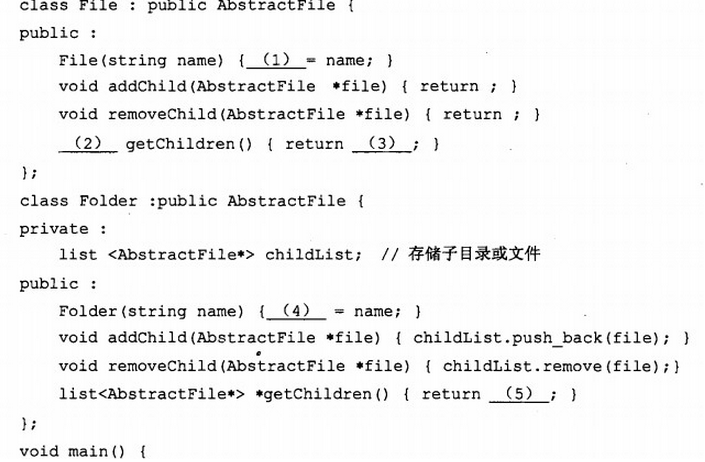 class File : public AbstractFile {
public :
File(string name) { (1) = name; }
void addChild(AbstractFile *file) { return ; }
void removeChild(AbstractFile *file) { return ; }
(2) getChildren() { return (3) ; }
};
class Folder :public AbstractFile {
private :
list <AbstractFile*> childList; // 存储子目录或文件
public :
Folder(string name) { (4) = name; }
void addChild(AbstractFile *file) { childList.push_back(file); }
void removeChild(AbstractFile *file) { childList.remove(file);}
list<AbstractFile*> *getChildren() { return (5) ; }
};
void main() {